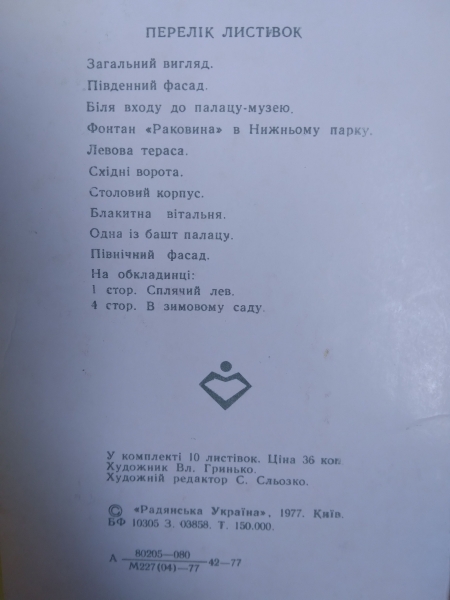 ПЕРЕЛІК ЛИСТІВОК
Загальний вигляд.
Південний фасад.
Біля входу до палацу-музею.
Фонтан «Раковина» в Нижньому парку.
Левова тераса.
Східні ворота.
Столовий корпус.
Блакитна вітальня.
Одна із башт палацу.
Північний фасад.
На обкладинці:
1 стор. Сплячий лев.
4 стор. В зимовому саду.
У комплекті 10 листівок. Ціна 36 коп.
Художник Вл. Гринько.
Художній редактор С. Сльозко.
© «Радянська Україна», 1977. Київ.
БФ 10305 З. 03858. Т. 150.000.
80205—080
А 42—77
М227(04)—77